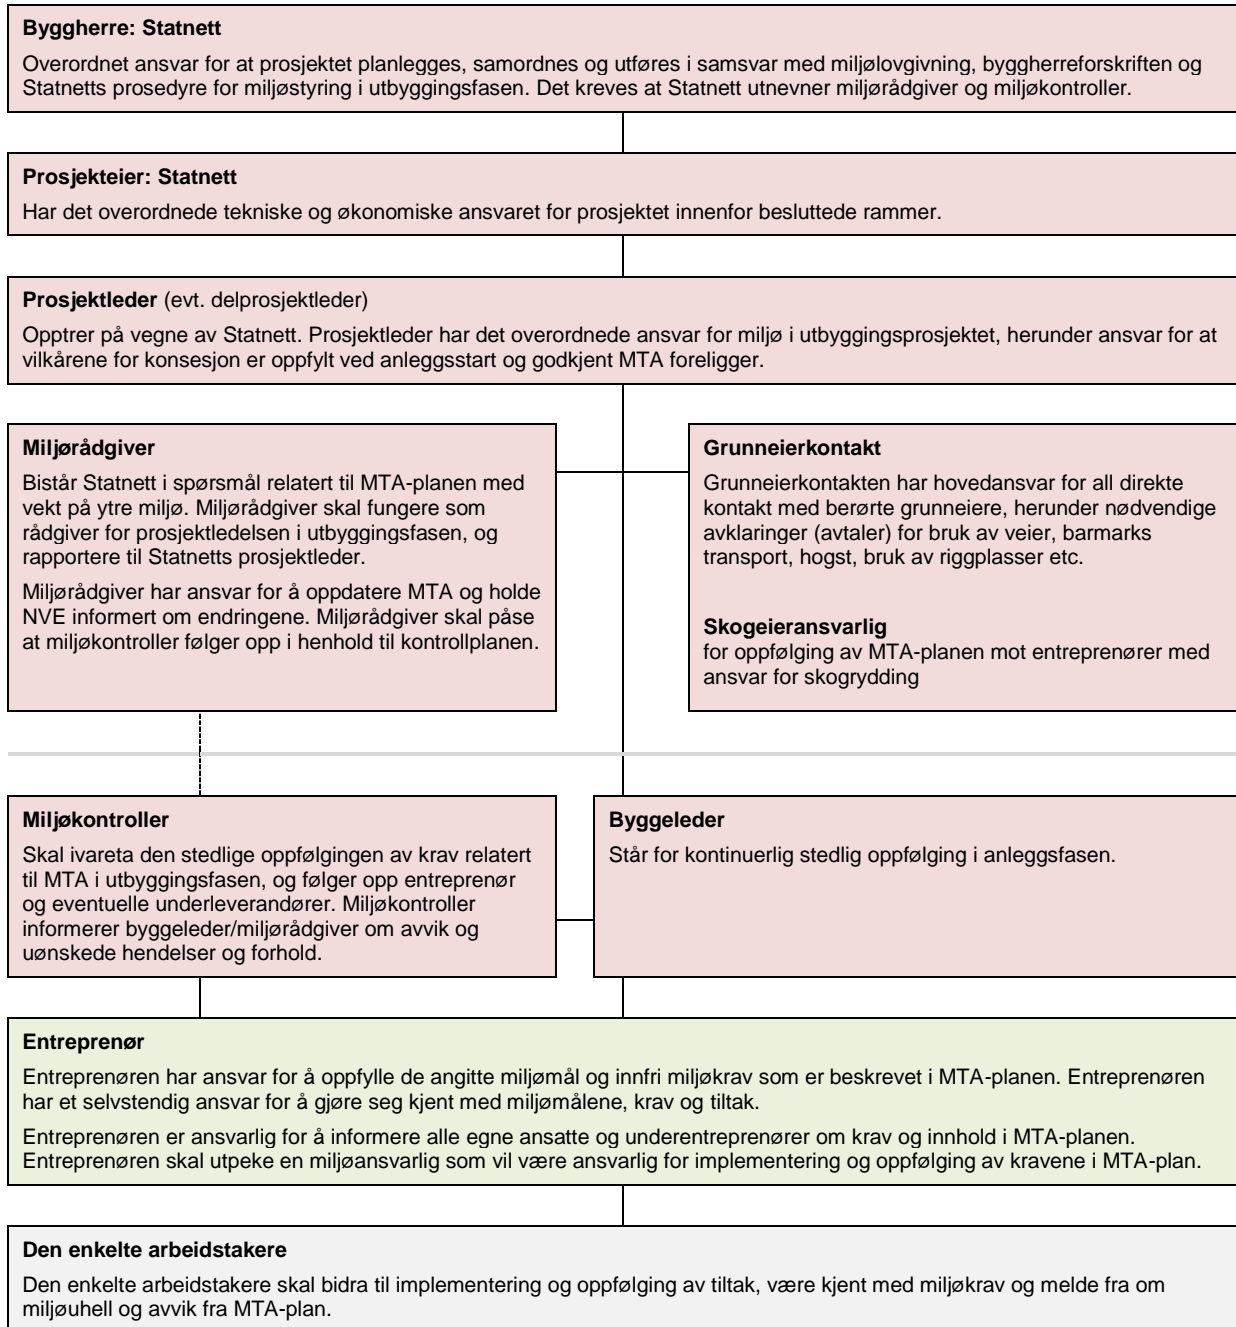 Byggherre: Statnett
Overordnet ansvar for at prosjektet planlegges, samordnes og utføres i samsvar med miljølovgivning, byggherreforskriften og
Statnetts prosedyre for miljøstyring i utbyggingsfasen. Det kreves at Statnett utnevner miljørådgiver og miljøkontroller.
Prosjekteier: Statnett
Har det overordnede tekniske og økonomiske ansvaret for prosjektet innenfor besluttede rammer.
Prosjektleder (evt. delprosjektleder)
Opptrer på vegne av Statnett. Prosjektleder har det overordnede ansvar for miljø i utbyggingsprosjektet, herunder ansvar for at
vilkårene for konsesjon er oppfylt ved anleggsstart og godkjent MTA foreligger.
Miljørådgiver
Bistår Statnett i spørsmål relatert til MTA-planen med
vekt på ytre miljø. Miljørådgiver skal fungere som
rådgiver for prosjektledelsen i utbyggingsfasen, og
rapportere til Statnetts prosjektleder.
Miljørådgiver har ansvar for å oppdatere MTA og holde
NVE informert om endringene. Miljørådgiver skal påse
at miljøkontroller følger opp i henhold til kontrollplanen.
Grunneierkontakt
Grunneierkontakten har hovedansvar for all direkte
kontakt med berørte grunneiere, herunder nødvendige
avklaringer (avtaler) for bruk av veier, barmarks
transport, hogst, bruk av riggplasser etc.
Skogeieransvarlig
for oppfølging av MTA-planen mot entreprenører med
ansvar for skogrydding
Miljøkontroller
Skal ivareta den stedlige oppfølgingen av krav relatert
til MTA i utbyggingsfasen, og følger opp entreprenør
og eventuelle underleverandører. Miljøkontroller
informerer byggeleder/miljørådgiver om avvik og
uønskede hendelser og forhold.
Byggeleder
Står for kontinuerlig stedlig oppfølging i anleggsfasen.
Entreprenør
Entreprenøren har ansvar for å oppfylle de angitte miljømål og innfri miljøkrav som er beskrevet i MTA-planen. Entreprenøren
har et selvstendig ansvar for å gjøre seg kjent med miljømålene, krav og tiltak.
Entreprenøren er ansvarlig for å informere alle egne ansatte og underentreprenører om krav og innhold i MTA-planen.
Entreprenøren skal utpeke en miljøansvarlig som vil være ansvarlig for implementering og oppfølging av kravene i MTA-plan.
Den enkelte arbeidstakere
Den enkelte arbeidstakere skal bidra til implementering og oppfølging av tiltak, være kjent med miljøkrav og melde fra om
miljøuhell og avvik fra MTA-plan.